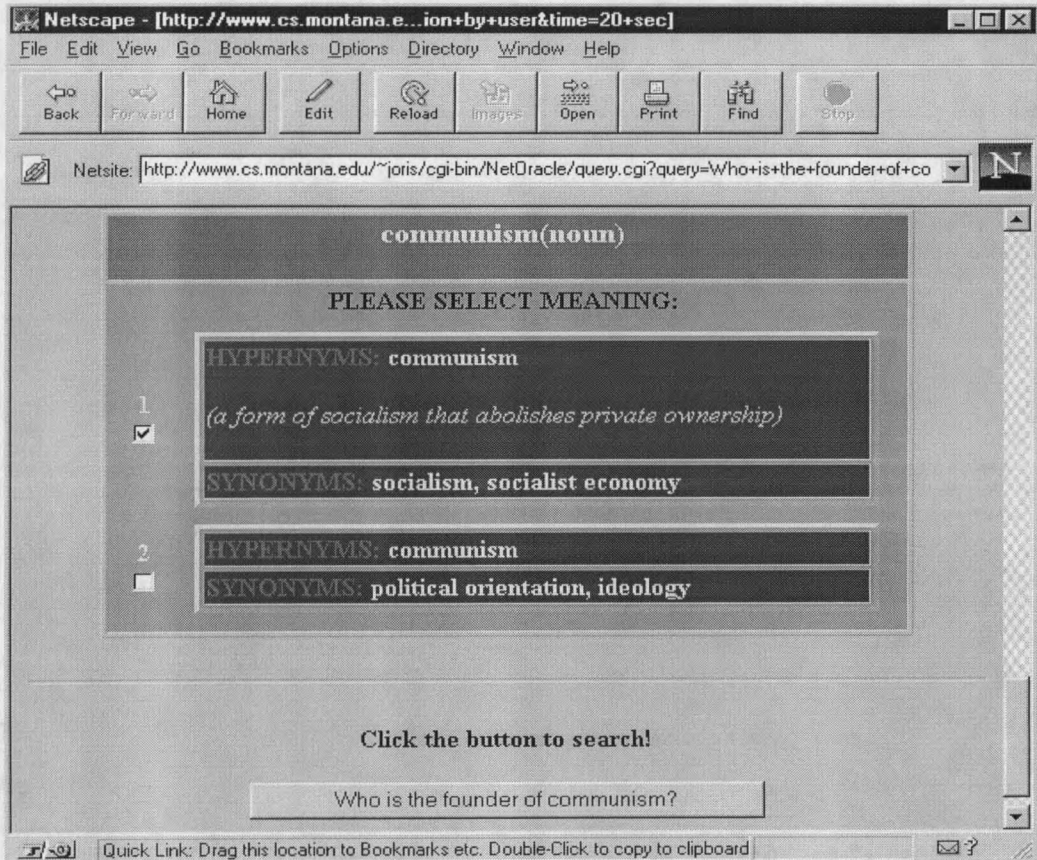 Netscape - [http://www.cs.montana.e...ion+by+user&time=20+sec]
File Edit View Go Bookmarks Options Directory Window Help
Back Forward Home Edit Reload Images Open Print Find Stop
Netsite: http://www.cs.montana.edu/~joris/cgi-bin/NetOracle/query.cgi?query=Who+is+the+founder+of+co
N
communism(noun)
PLEASE SELECT MEANING:
HYPERNYMS: communism
1
(a form of socialism that abolishes private ownership)
SYNONYMS: socialism, socialist economy
2
HYPERNYMS: communism
SYNONYMS: political orientation, ideology
Click the button to search!
Who is the founder of communism?
Quick Link: Drag this location to Bookmarks etc. Double-Click to copy to clipboard